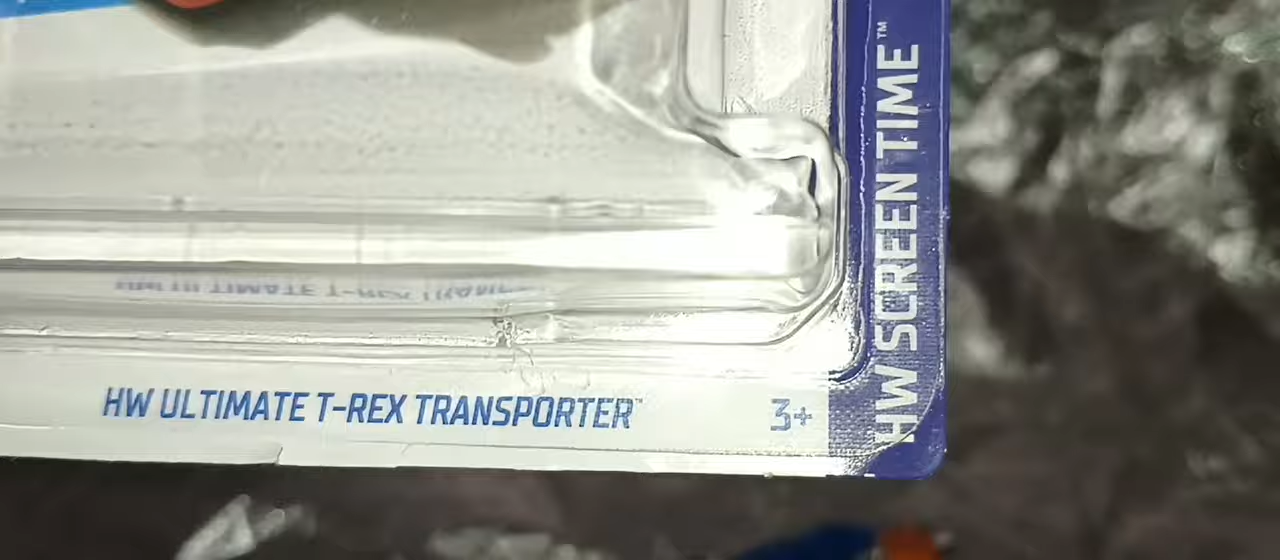 HW SCREEN TIME™
HW ULTIMATE T-REX TRANSPORTER™
3+